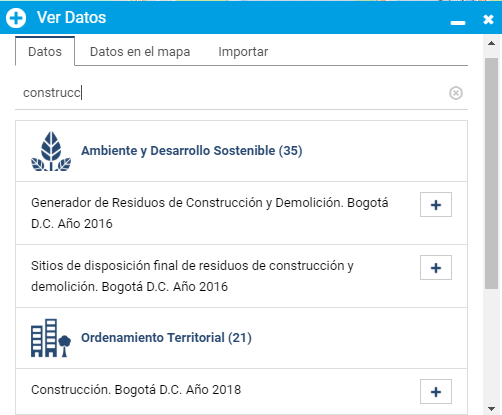 Ver Datos
Datos Datos en el mapa Importar
construcc
Ambiente y Desarrollo Sostenible (35)
Generador de Residuos de Construcción y Demolición. Bogotá
D.C. Año 2016
Sitios de disposición final de residuos de construcción y
demolición. Bogotá D.C. Año 2016
Ordenamiento Territorial (21)
Construcción. Bogotá D.C. Año 2018